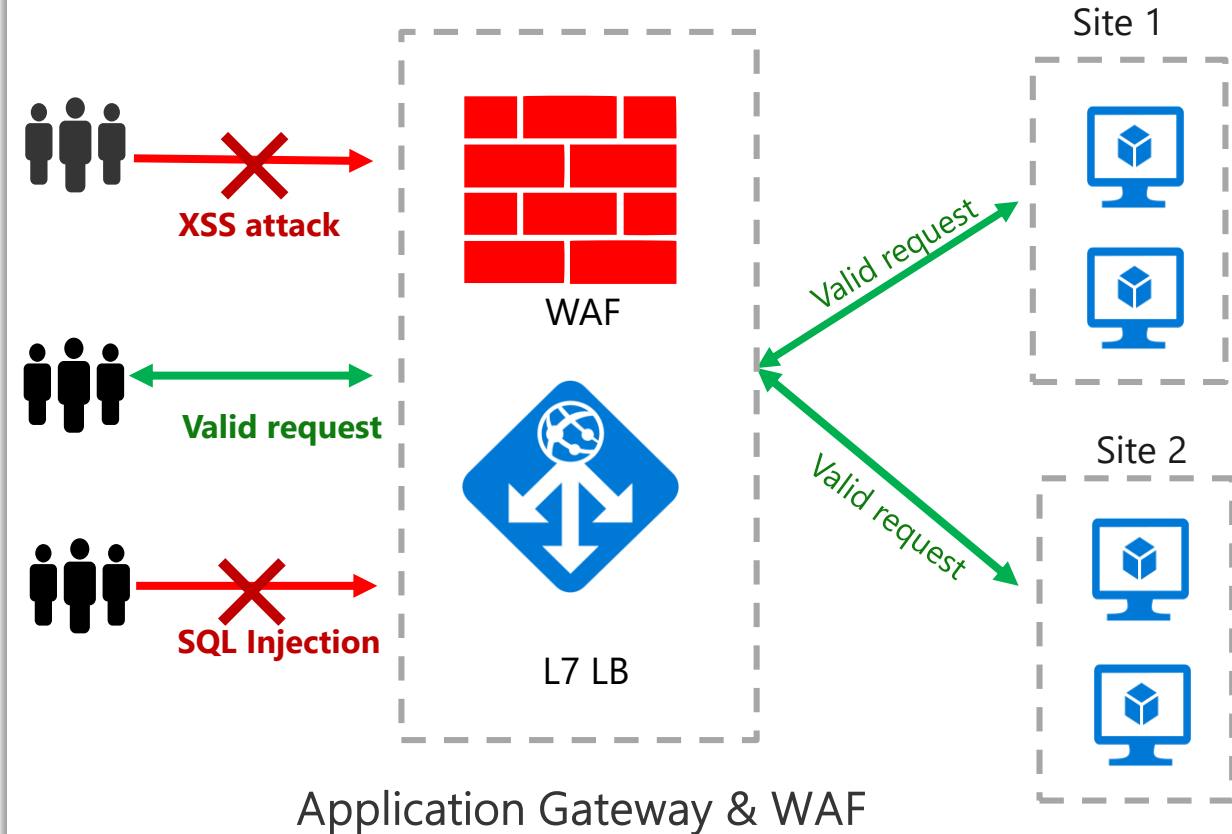 Site 1
XSS attack
WAF
Valid request
Valid request
Site 2
Valid request
SQL Injection
L7 LB
Application Gateway & WAF